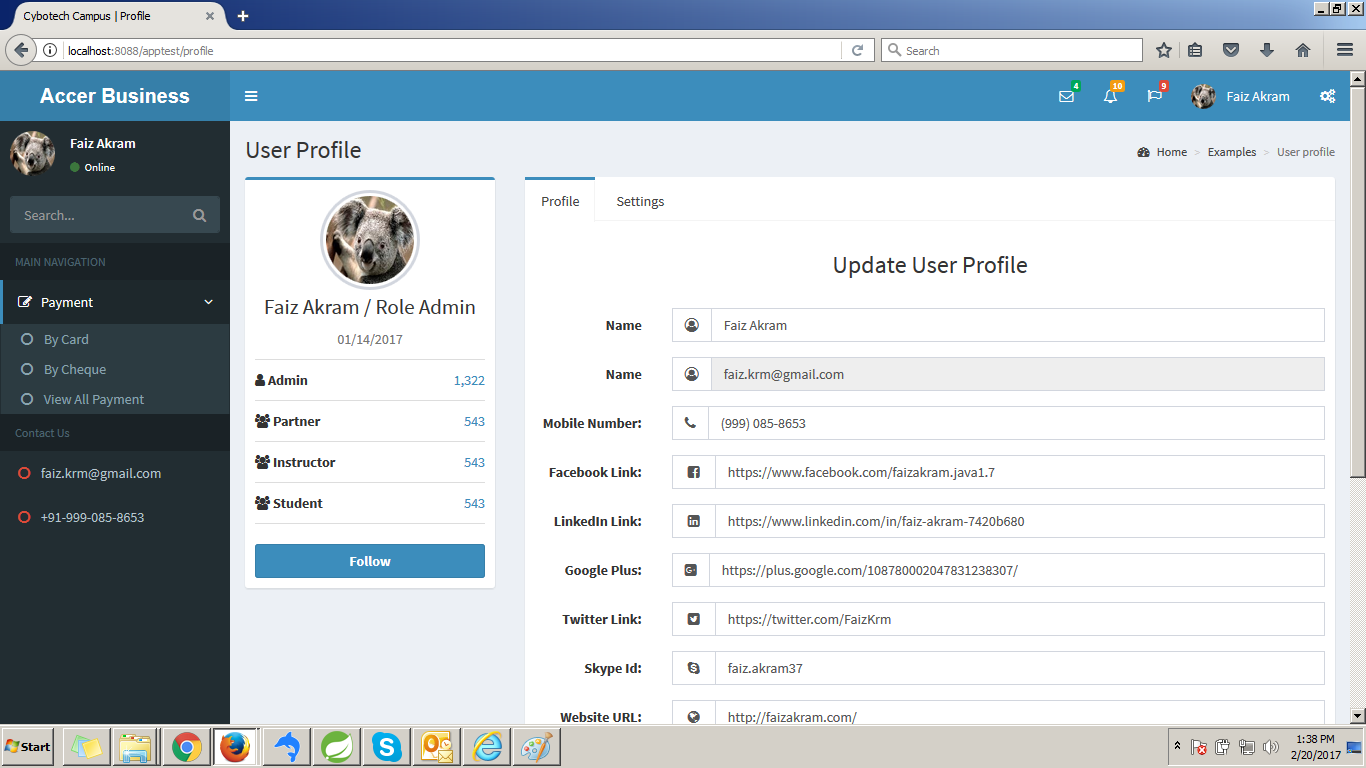 Cybotech Campus | Profile
localhost:8088/apptest/profile
Search
Accer Business
4
10
9
Faiz Akram
Faiz Akram
Online
Search...
MAIN NAVIGATION
Payment
By Card
By Cheque
View All Payment
Contact Us
faiz.krm@gmail.com
+91-999-085-8653
User Profile
Home > Examples > User profile
Faiz Akram / Role Admin
01/14/2017
Admin 1,322
Partner 543
Instructor 543
Student 543
Follow
Profile Settings
Update User Profile
Name Faiz Akram
Name faiz.krm@gmail.com
Mobile Number: (999) 085-8653
Facebook Link: https://www.facebook.com/faizakram.java1.7
LinkedIn Link: https://www.linkedin.com/in/faiz-akram-7420b680
Google Plus: https://plus.google.com/108780002047831238307/
Twitter Link: https://twitter.com/FaizKrm
Skype Id: faiz.akram37
Website URL: http://faizakram.com/
Start
1:38 PM
2/20/2017